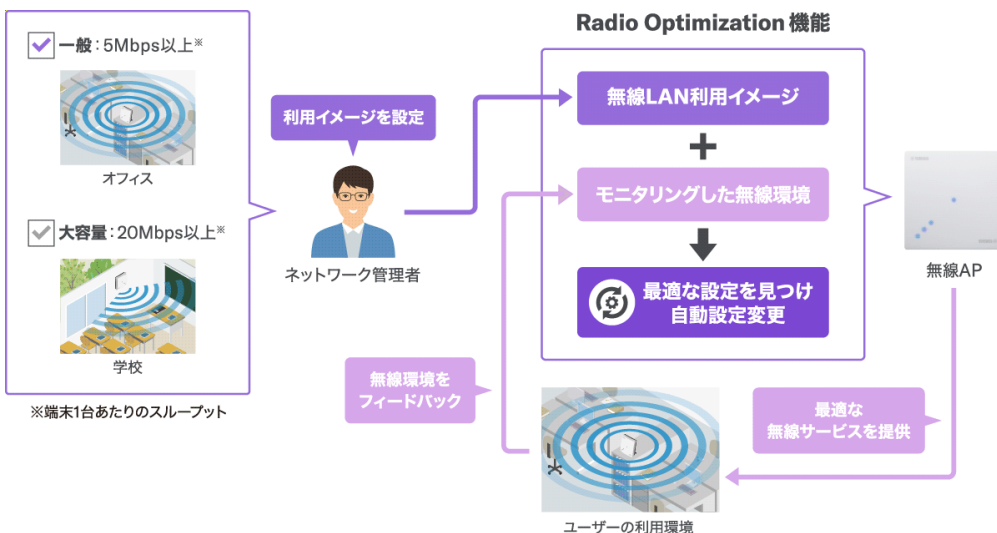 Radio Optimization 機能
一般：5Mbps以上※
オフィス
大容量：20Mbps以上※
学校
※端末1台あたりのスループット
利用イメージを設定
ネットワーク管理者
無線LAN利用イメージ
+
モニタリングした無線環境
最適な設定を見つけ
自動設定変更
無線AP
無線環境を
フィードバック
最適な
無線サービスを提供
ユーザーの利用環境